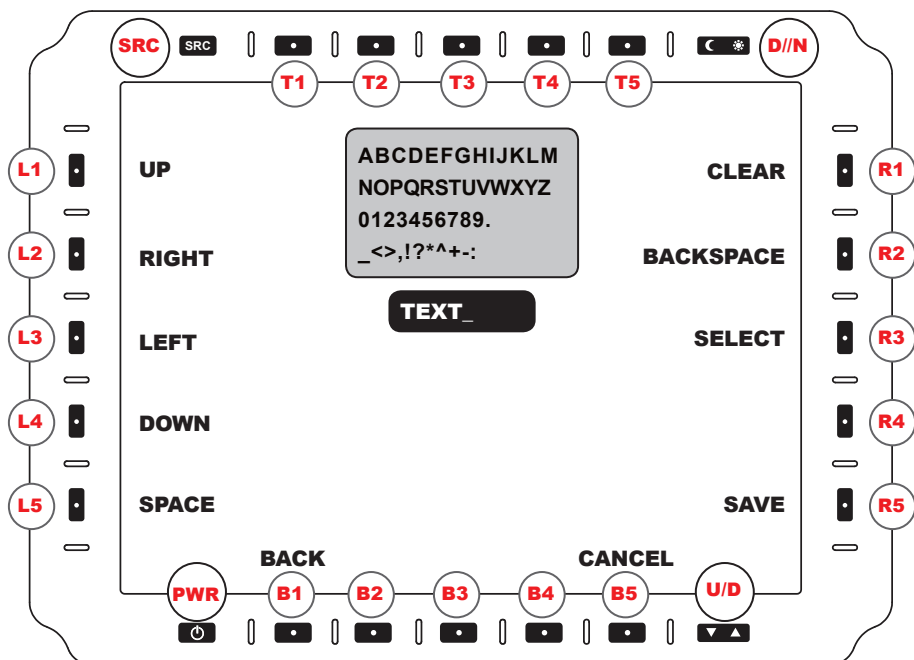 SRC SRC D//N
T1 T2 T3 T4 T5
L1 UP ABCDEFGHIJKLM CLEAR R1
NOPQRSTUVWXYZ
0123456789.
L2 RIGHT _<>,!?*^+-: BACKSPACE R2
TEXT_
L3 LEFT SELECT R3
L4 DOWN R4
L5 SPACE SAVE R5
BACK CANCEL
PWR B1 B2 B3 B4 B5 U/D